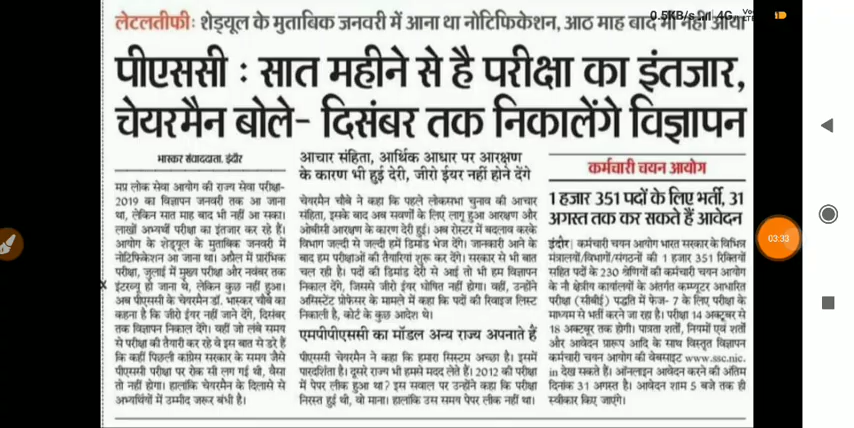 0.5KB/s 4G
लेटलतीफी: शेड्यूल के मुताबिक जनवरी में आना था नोटिफिकेशन, आठ माह बाद भी नहीं आया
पीएससी : सात महीने से है परीक्षा का इंतजार,
चेयरमैन बोले- दिसंबर तक निकालेंगे विज्ञापन
भास्कर संवाददाता. इंदौर
मप्र लोक सेवा आयोग की राज्य सेवा परीक्षा-
2019 का विज्ञापन जनवरी तक आ जाना
था, लेकिन सात माह बाद भी नहीं आ सका।
लाखों अभ्यर्थी परीक्षा का इंतजार कर रहे हैं।
आयोग के शेड्यूल के मुताबिक जनवरी में
नोटिफिकेशन आ जाना था। अप्रैल में प्रारंभिक
परीक्षा, जुलाई में मुख्य परीक्षा और नवंबर तक
इंटरव्यू हो जाना थे, लेकिन कुछ नहीं हुआ।
अब पीएससी के चेयरमैन डॉ. भास्कर चौबे का
कहना है कि जीरो ईयर नहीं जाने देंगे, दिसंबर
तक विज्ञापन निकाल देंगे। वहीं जो लंबे समय
से परीक्षा की तैयारी कर रहे वे इस बात से डरे हैं
कि कहीं पिछली कांग्रेस सरकार के समय जैसे
पीएससी परीक्षा पर रोक सी लग गई थी, वैसा
तो नहीं होगा। हालांकि चेयरमैन के दिलासे से
अभ्यर्थियों में उम्मीद जरूर बंधी है।
आचार संहिता, आर्थिक आधार पर आरक्षण
के कारण भी हुई देरी, जीरो ईयर नहीं होने देंगे
चेयरमैन चौबे ने कहा कि पहले लोकसभा चुनाव की आचार
संहिता, इसके बाद अब सवर्णों के लिए लागू हुआ आरक्षण और
ओबीसी आरक्षण के कारण देरी हुई। अब रोस्टर में बदलाव करके
विभाग जल्दी से जल्दी हमें डिमांड भेज देंगे। जानकारी आने के
बाद हम परीक्षाओं की तैयारियां शुरू कर देंगे। सरकार से भी बात
चल रही है। पदों की डिमांड देरी से आई तो भी हम विज्ञापन
निकाल देंगे, जिससे जीरो ईयर घोषित नहीं होगा। वहीं, उन्होंने
असिस्टेंट प्रोफेसर के मामले में कहा कि पदों की रिवाइज लिस्ट
निकाली है, कोर्ट के कुछ आदेश थे।
एमपीपीएससी का मॉडल अन्य राज्य अपनाते हैं
पीएससी चेयरमैन ने कहा कि हमारा सिस्टम अच्छा है। इसमें
पारदर्शिता है। दूसरे राज्य भी हमसे मदद लेते हैं। 2012 की परीक्षा
में पेपर लीक हुआ था? इस सवाल पर उन्होंने कहा कि परीक्षा
निरस्त हुई थी, वो माना। हालांकि उस समय पेपर लीक नहीं था।
कर्मचारी चयन आयोग
1 हजार 351 पदों के लिए भर्ती, 31
अगस्त तक कर सकते हैं आवेदन
इंदौर| कर्मचारी चयन आयोग भारत सरकार के विभिन्न
मंत्रालयों/विभागों/संगठनों की 1 हजार 351 रिक्तियों
सहित पदों के 230 श्रेणियों की कर्मचारी चयन आयोग
के नौ क्षेत्रीय कार्यालयों के अंतर्गत कम्प्यूटर आधारित
परीक्षा (सीबीई) पद्धति में फेज- 7 के लिए परीक्षा के
माध्यम से भर्ती करने जा रहा है। परीक्षा 14 अक्टूबर से
18 अक्टूबर तक होगी। पात्रता शर्तों, नियमों एवं शर्तों
और आवेदन प्रारूप आदि के साथ विस्तृत विज्ञापन
कर्मचारी चयन आयोग की वेबसाइट www.ssc.nic.
in देख सकते हैं। ऑनलाइन आवेदन करने की अंतिम
दिनांक 31 अगस्त है। आवेदन शाम 5 बजे तक ही
स्वीकार किए जाएंगे।
03:33